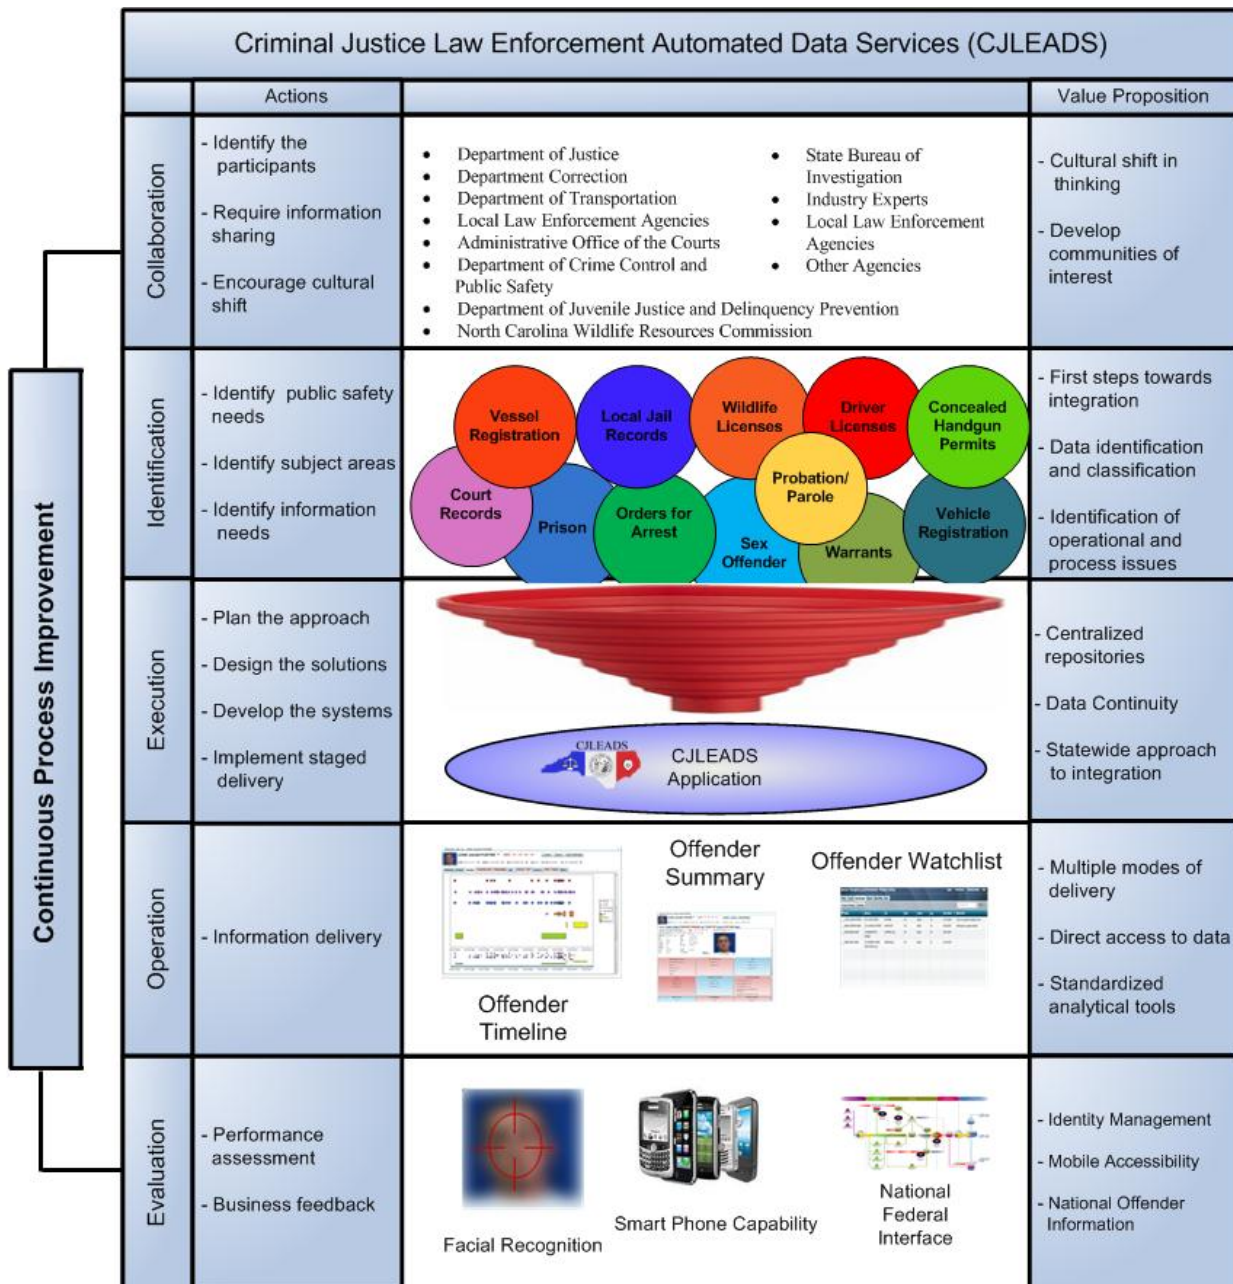 Criminal Justice Law Enforcement Automated Data Services (CJLEADS)
Actions
Value Proposition
Continuous Process Improvement
Collaboration
- Identify the
participants
- Require information
sharing
- Encourage cultural
shift
• Department of Justice
• Department Correction
• Department of Transportation
• Local Law Enforcement Agencies
• Administrative Office of the Courts
• Department of Crime Control and
Public Safety
• Department of Juvenile Justice and Delinquency Prevention
• North Carolina Wildlife Resources Commission
• State Bureau of
Investigation
• Industry Experts
• Local Law Enforcement
Agencies
• Other Agencies
- Cultural shift in
thinking
- Develop
communities of
interest
Identification
- Identify public safety
needs
- Identify subject areas
- Identify information
needs
Vessel
Registration
Local Jail
Records
Wildlife
Licenses
Driver
Licenses
Concealed
Handgun
Permits
Court
Records
Prison
Orders for
Arrest
Sex
Offender
Probation/
Parole
Warrants
Vehicle
Registration
- First steps towards
integration
- Data identification
and classification
- Identification of
operational and
process issues
Execution
- Plan the approach
- Design the solutions
- Develop the systems
- Implement staged
delivery
CJLEADS
CJLEADS
Application
- Centralized
repositories
- Data Continuity
- Statewide approach
to integration
Operation
- Information delivery
Offender
Timeline
Offender
Summary
Offender Watchlist
- Multiple modes of
delivery
- Direct access to data
- Standardized
analytical tools
Evaluation
- Performance
assessment
- Business feedback
Facial Recognition
Smart Phone Capability
National
Federal
Interface
- Identity Management
- Mobile Accessibility
- National Offender
Information